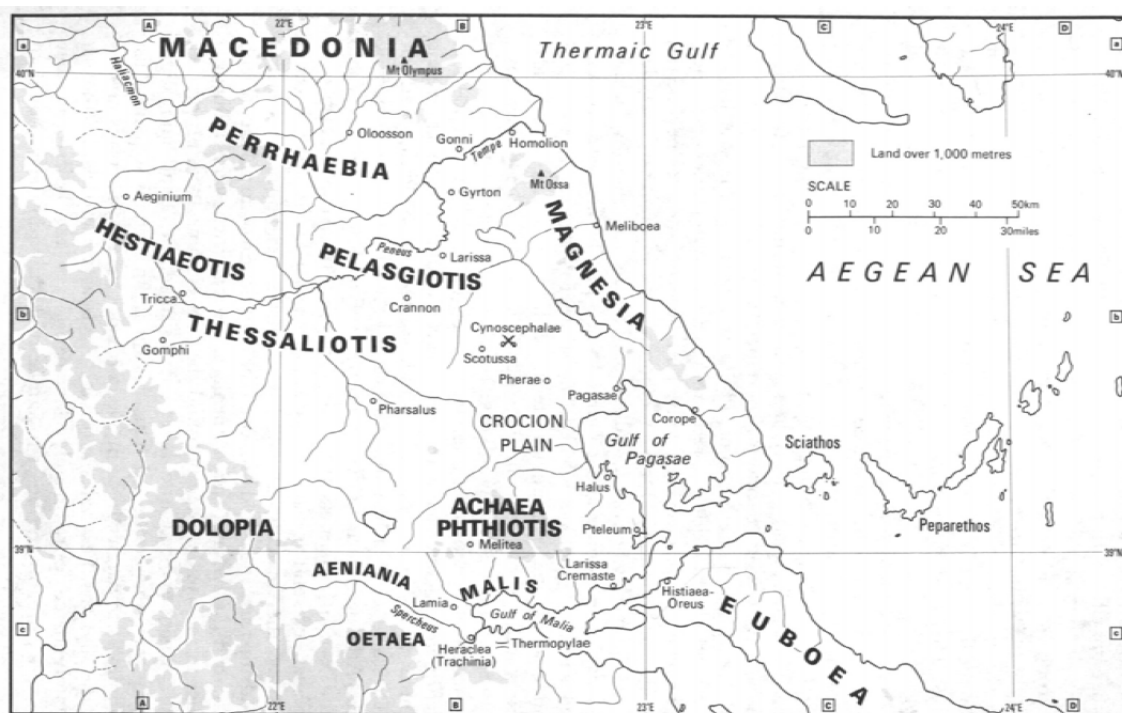 22°E
23
24°E
A
B
C
D
MACEDONIA
Thermaic Gulf
a
a
Mt Olympus
40°N
40°N
Haliacmon
PERRHAEBIA
Oloosson
Gonni
Tempe
Homolion
Land over 1,000 metres
Mt Ossa
Aeginium
Gyrton
SCALE
0 10 20 30 40 50km
0 10 20 30miles
MAGNESIA
Meliboea
HESTIAEOTIS
PELASGIOTIS
Peneus
Larissa
AEGEAN SEA
Tricca
Crannon
b
b
THESSALIOTIS
Cynoscephalae
Gomphi
Scotussa
Pherae
Pagasae
Pharsalus
CROCION
PLAIN
Corope
Gulf of
Pagasae
Sciathos
Halus
DOLOPIA
ACHAEA
PHTHIOTIS
Pteleum
Peparethos
39°N
Melitea
AENIANIA
MALIS
Larissa
Cremaste
Histiaea-
Oreus
EUBOEA
Lamia
Gulf of Malia
Spercheus
c
c
OETAEA
Heraclea
(Trachinia)
Thermopylae
A
22°E
B
23
C
24°E
D